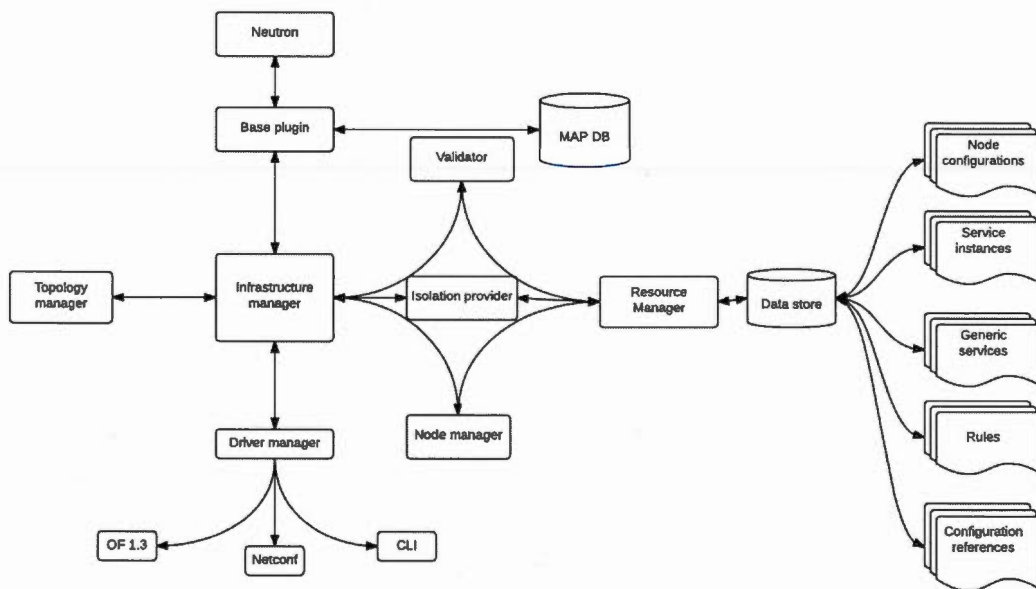 Neutron
Base plugin
MAP DB
Validator
Node
configurations
Service
instances
Topology
manager
Infrastructure
manager
Isolation provider
Resource
Manager
Data store
Generic
services
Driver manager
Node manager
Rules
OF 1.3
Netconf
CLI
Configuration
references